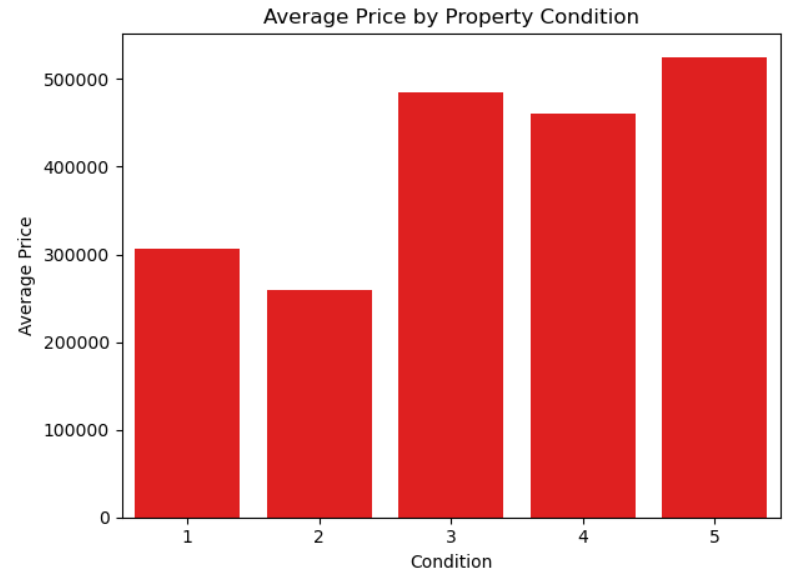 Average Price by Property Condition
Average Price
500000
400000
300000
200000
100000
0
1 2 3 4 5
Condition